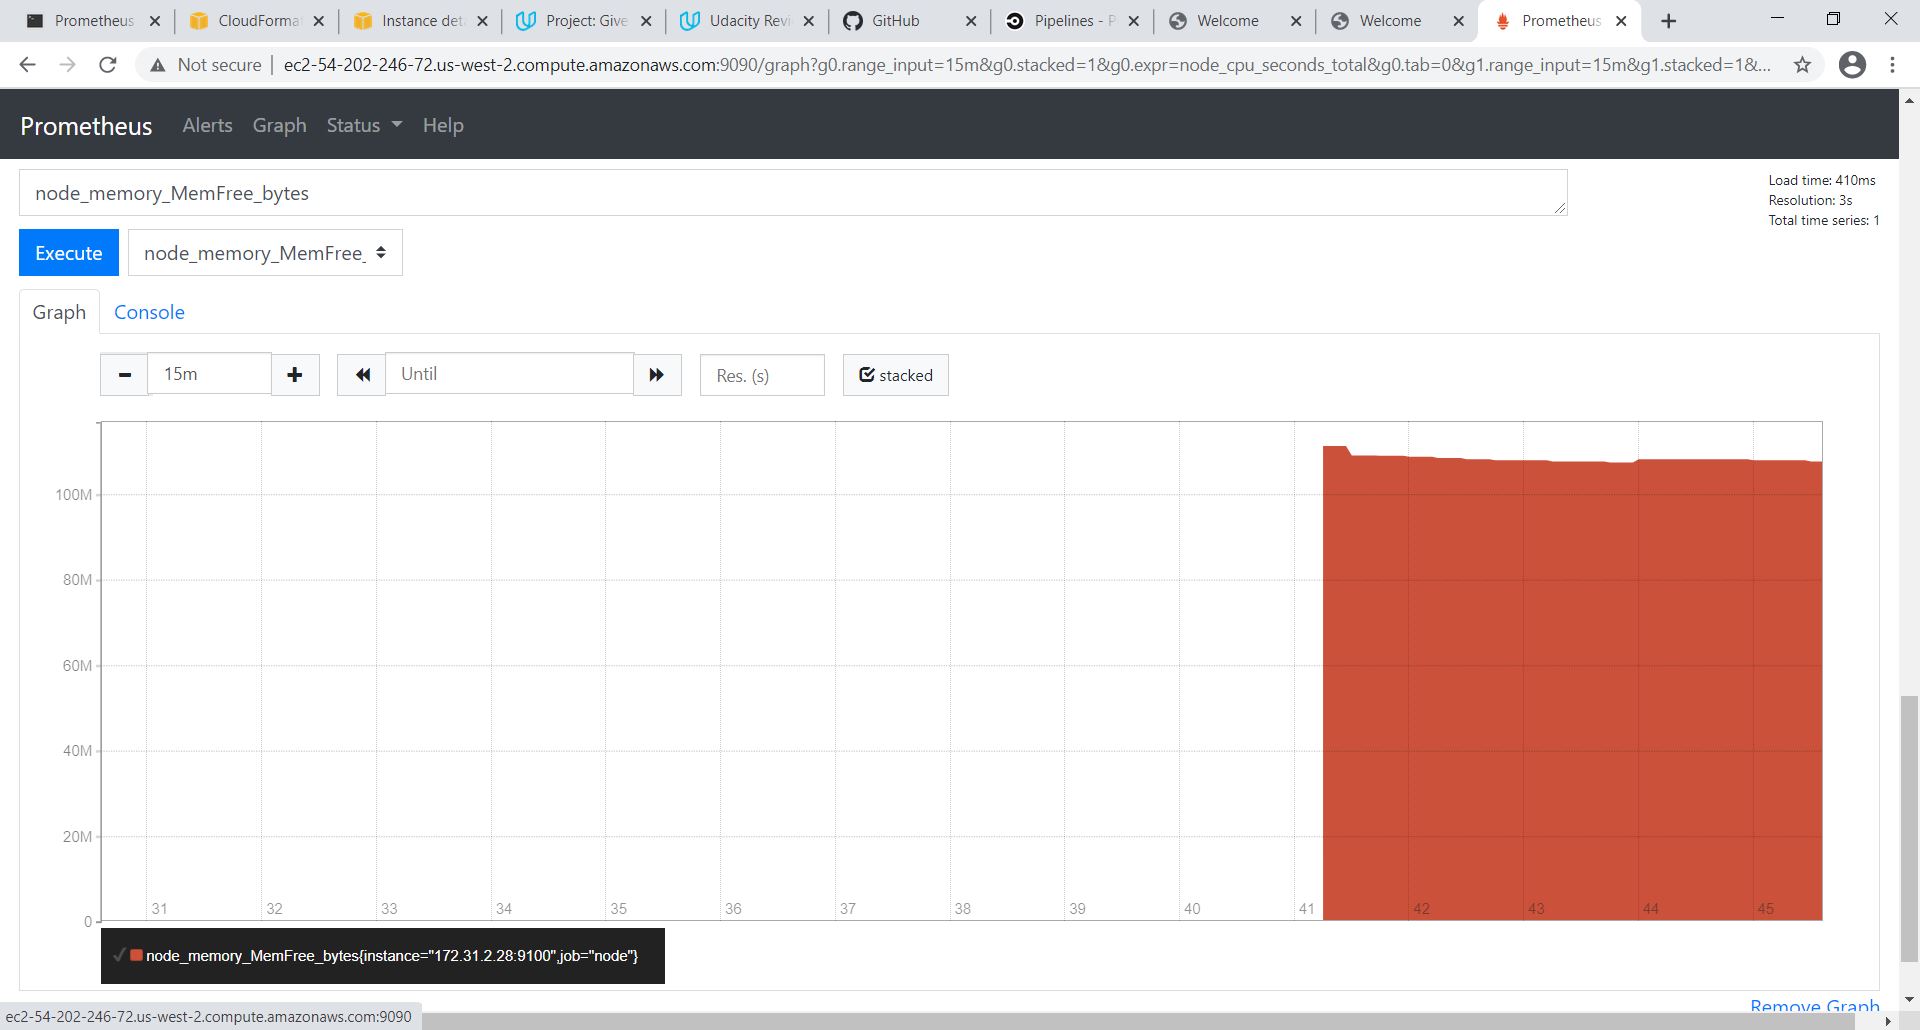 Prometheus
CloudForma
Instance det
Project: Give
Udacity Revi
GitHub
Pipelines - P
Welcome
Welcome
Prometheus
Not secure | ec2-54-202-246-72.us-west-2.compute.amazonaws.com:9090/graph?g0.range_input=15m&g0.stacked=1&g0.expr=node_cpu_seconds_total&g0.tab=0&g1.range_input=15m&g1.stacked=1&...
Prometheus Alerts Graph Status Help
node_memory_MemFree_bytes
Load time: 410ms
Resolution: 3s
Total time series: 1
Execute node_memory_MemFree_
Graph Console
15m Until Res. (s) stacked
100M
80M
60M
40M
20M
0
31 32 33 34 35 36 37 38 39 40 41 42 43 44 45
node_memory_MemFree_bytes{instance="172.31.2.28:9100",job="node"}
Remove Graph
ec2-54-202-246-72.us-west-2.compute.amazonaws.com:9090